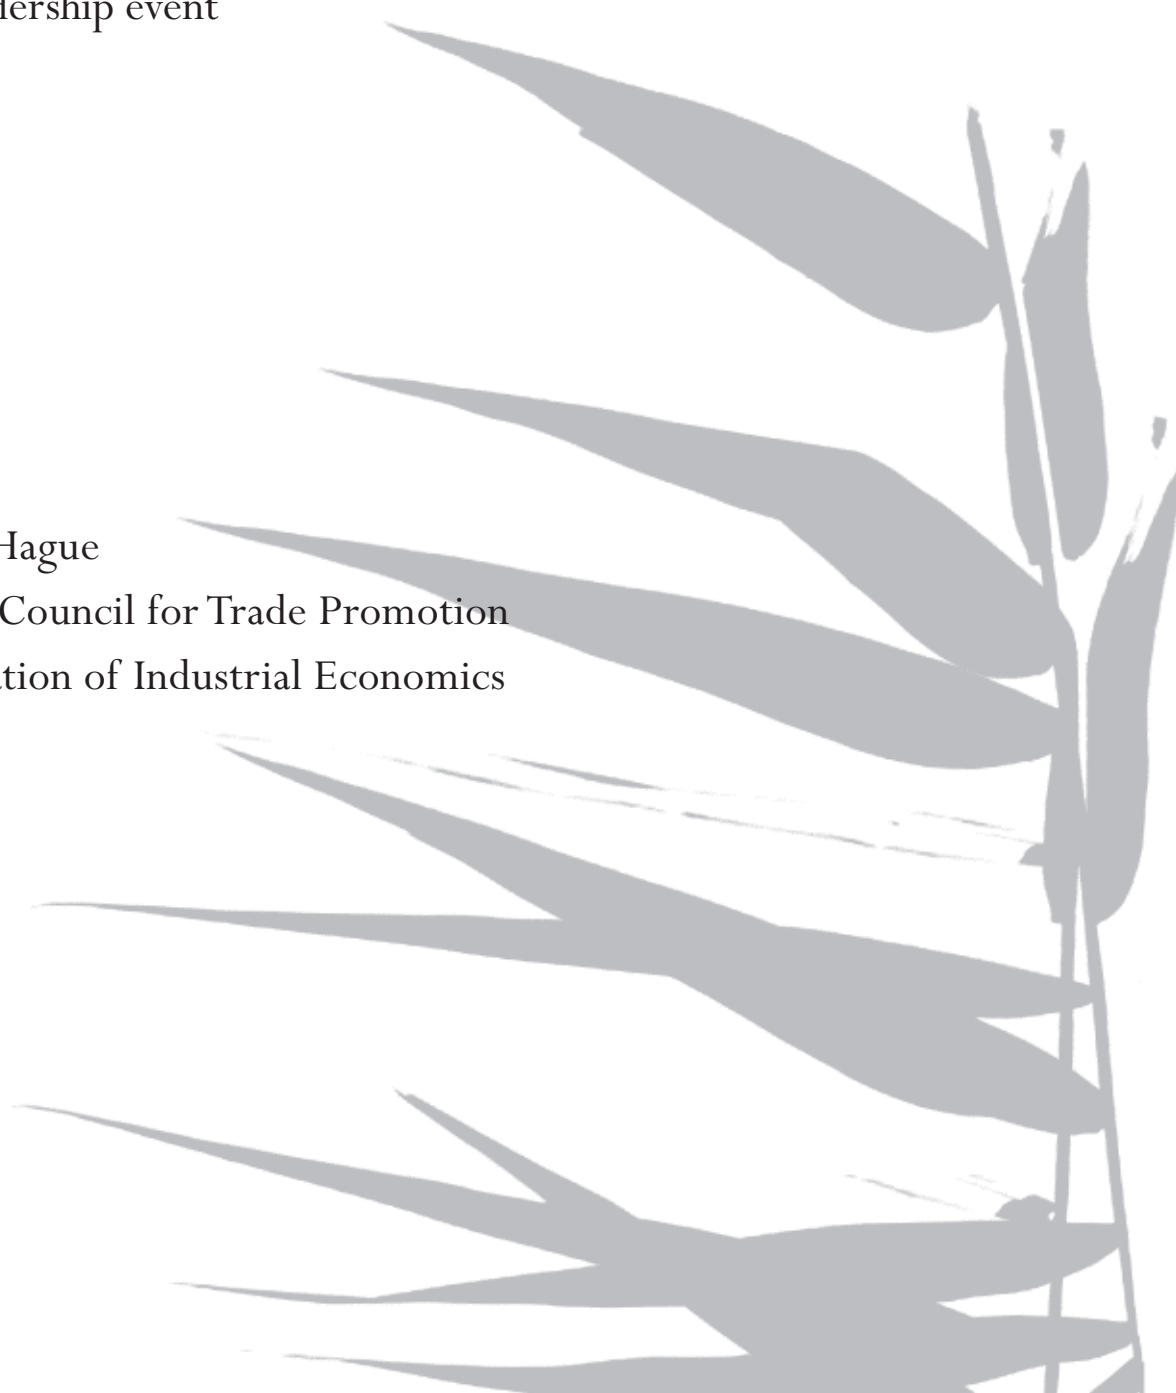 dership event
Hague
Council for Trade Promotion
tion of Industrial Economics